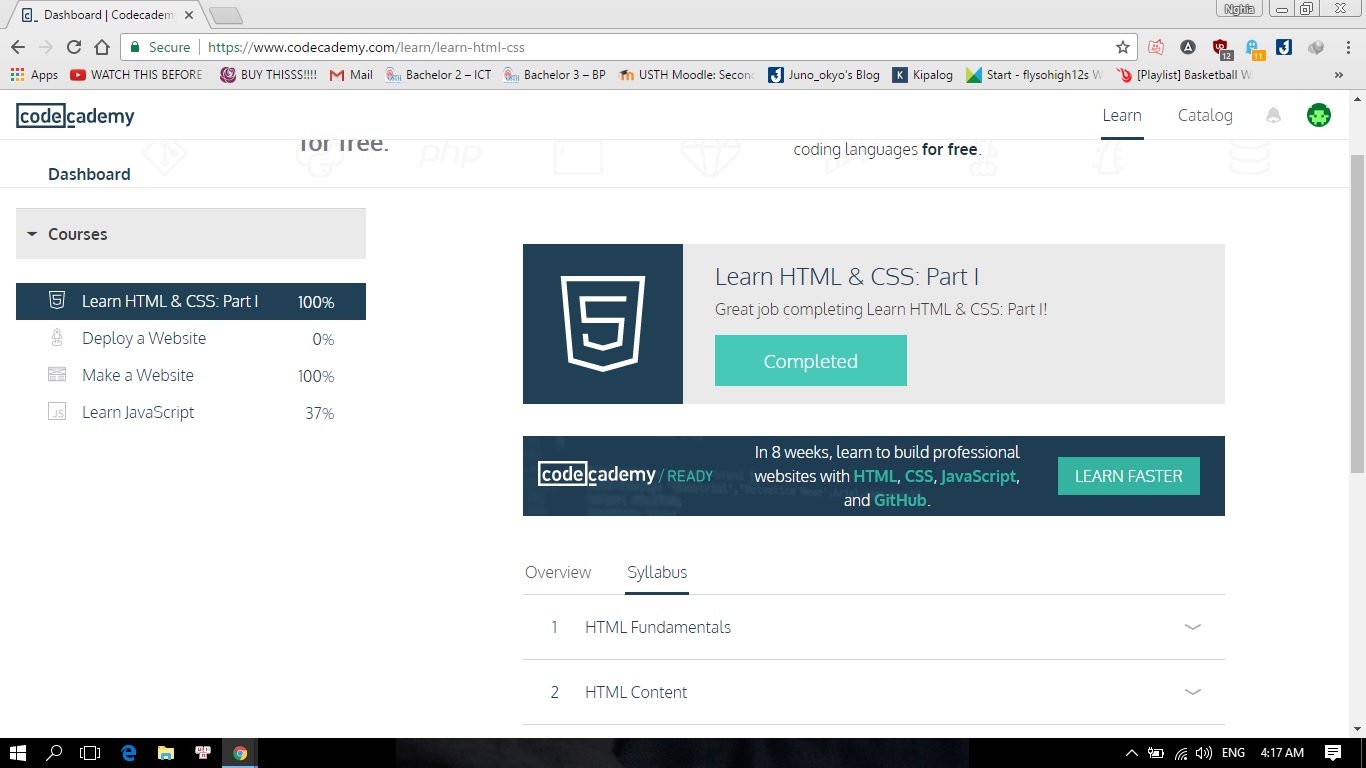 Dashboard | Codecadem
Nghia
Secure
https://www.codecademy.com/learn/learn-html-css
12
11
Apps
WATCH THIS BEFORE
BUY THISSS!!!!
Mail
Bachelor 2 – ICT
Bachelor 3 – BP
USTH Moodle: Secon
Juno_okyo's Blog
Kipalog
Start - flysohigh12s W
[Playlist] Basketball W
»
codecademy
Learn
Catalog
for free.
php
coding languages for free.
Dashboard
Courses
Learn HTML & CSS: Part I 100%
Deploy a Website 0%
Make a Website 100%
JS Learn JavaScript 37%
5
Learn HTML & CSS: Part I
Great job completing Learn HTML & CSS: Part I!
Completed
codecademy / READY
In 8 weeks, learn to build professional
websites with HTML, CSS, JavaScript,
and GitHub.
LEARN FASTER
Overview
Syllabus
1 HTML Fundamentals
2 HTML Content
ENG
4:17 AM